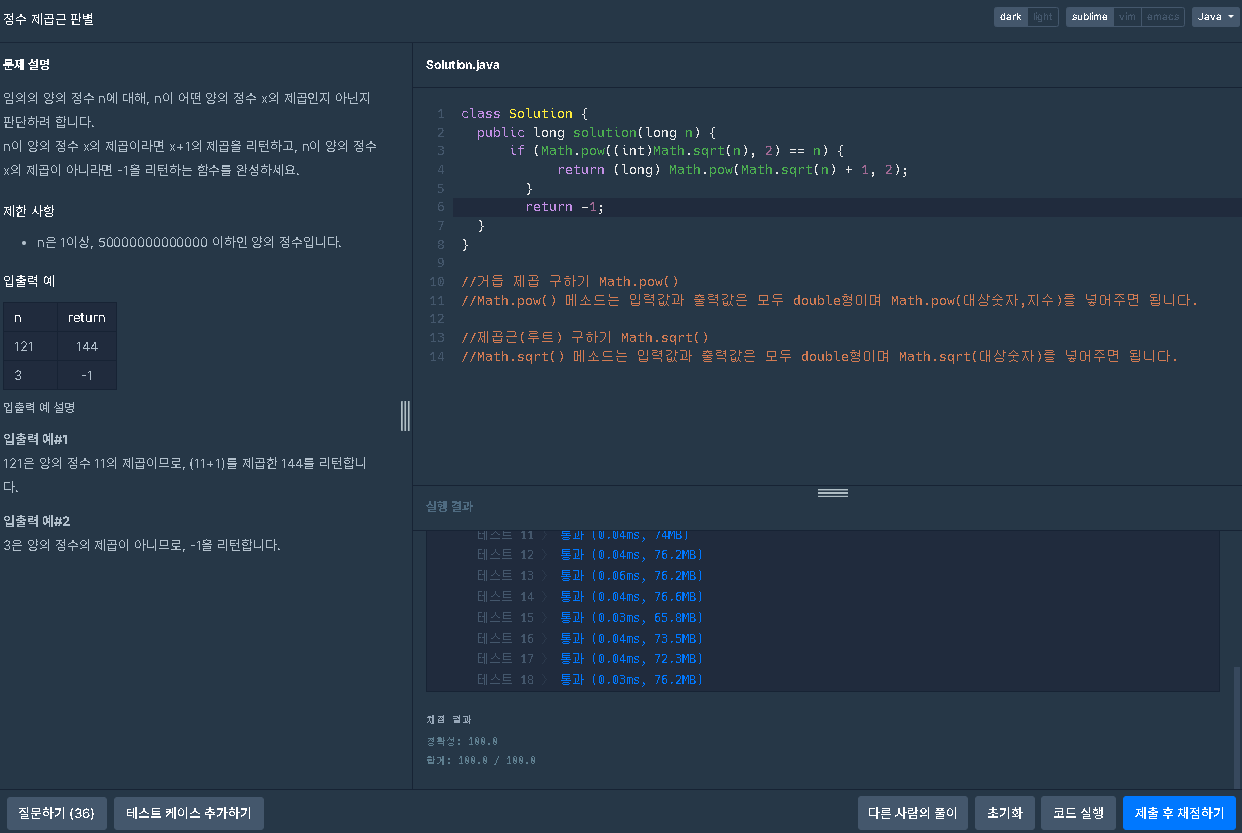 정수 제곱근 판별
dark light sublime vim emacs Java
문제 설명
임의의 양의 정수 n에 대해, n이 어떤 양의 정수 x의 제곱인지 아닌지
판단하려 합니다.
n이 양의 정수 x의 제곱이라면 x+1의 제곱을 리턴하고, n이 양의 정수
x의 제곱이 아니라면 -1을 리턴하는 함수를 완성하세요.
제한 사항
• n은 1이상, 50000000000000 이하인 양의 정수입니다.
입출력 예
n return
121 144
3 -1
입출력 예 설명
입출력 예#1
121은 양의 정수 11의 제곱이므로, (11+1)를 제곱한 144를 리턴합니
다.
입출력 예#2
3은 양의 정수의 제곱이 아니므로, -1을 리턴합니다.
Solution.java
1 class Solution {
2 public long solution(long n) {
3 if (Math.pow((int)Math.sqrt(n), 2) == n) {
4 return (long) Math.pow(Math.sqrt(n) + 1, 2);
5 }
6 return -1;
7 }
8 }
9
10 //거듭 제곱 구하기 Math.pow()
11 //Math.pow() 메소드는 입력값과 출력값은 모두 double형이며 Math.pow(대상숫자,지수)를 넣어주면 됩니다.
12
13 //제곱근(루트) 구하기 Math.sqrt()
14 //Math.sqrt() 메소드는 입력값과 출력값은 모두 double형이며 Math.sqrt(대상숫자)를 넣어주면 됩니다.
실행 결과
테스트 11 〉 통과 (0.04ms, 74MB)
테스트 12 〉 통과 (0.04ms, 76.2MB)
테스트 13 〉 통과 (0.06ms, 76.2MB)
테스트 14 〉 통과 (0.04ms, 76.6MB)
테스트 15 〉 통과 (0.03ms, 65.8MB)
테스트 16 〉 통과 (0.04ms, 73.5MB)
테스트 17 〉 통과 (0.04ms, 72.3MB)
테스트 18 〉 통과 (0.03ms, 76.2MB)
채점 결과
정확성: 100.0
합계: 100.0 / 100.0
질문하기 (36) 테스트 케이스 추가하기 다른 사람의 풀이 초기화 코드 실행 제출 후 채점하기